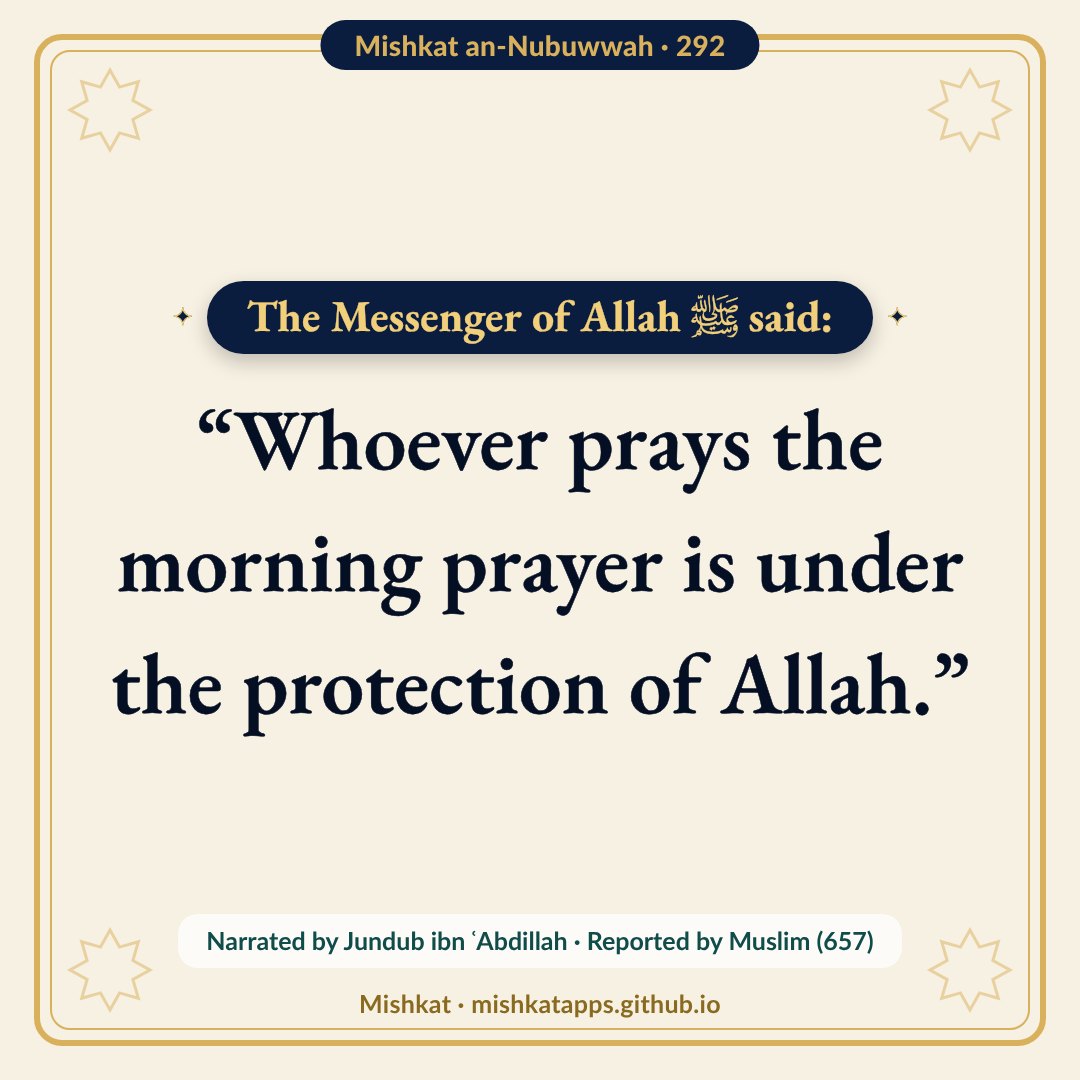 Mishkat an-Nubuwwah · 292
The Messenger of Allah ﷺ said:
“Whoever prays the
morning prayer is under
the protection of Allah.”
Narrated by Jundub ibn ʿAbdillah · Reported by Muslim (657)
Mishkat · mishkatapps.github.io